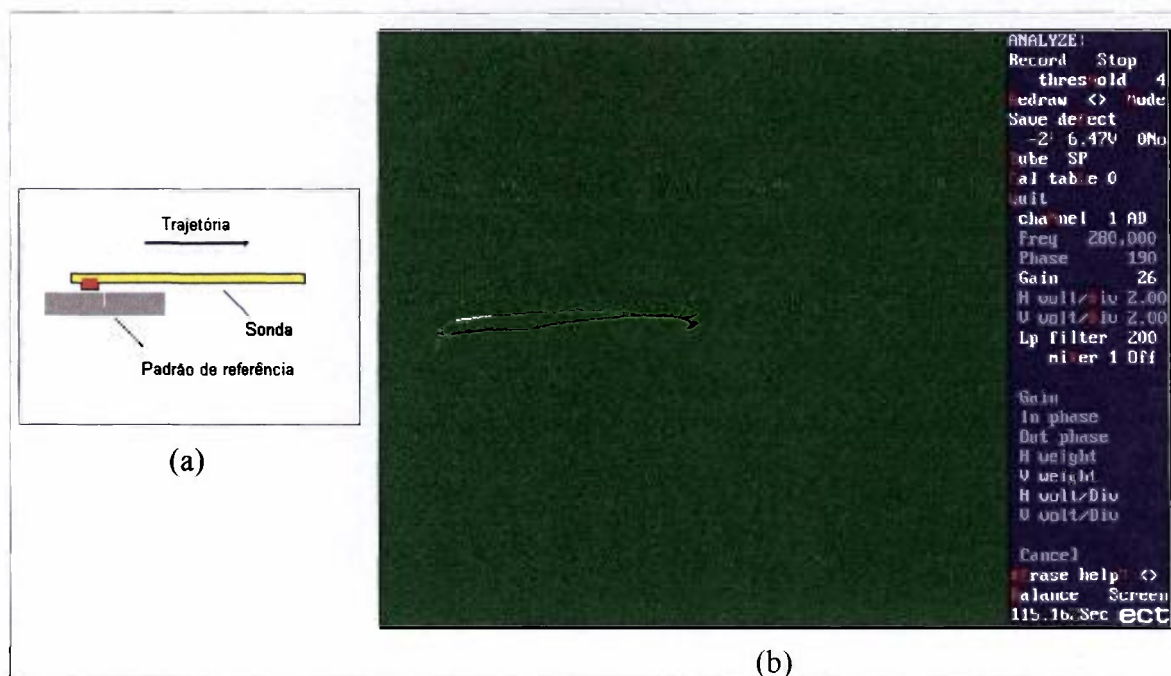 Trajetória
Sonda
Padrão de referência
(a)
ANALYZE!
Record Stop
threshold 4
edraw <> Mode
Save defect
-2 6.47V 0No
ube SP
al table 0
uit
channel 1 AD
Freq 280,000
Phase 190
Gain 26
H volt/div 2.00
V volt/div 2.00
Lp filter 200
mixer 1 Off
Gain
In phase
Out phase
H weight
V weight
H volt/Div
V volt/Div
Cancel
rase help <>
alance Screen
115.16 Sec ect
(b)